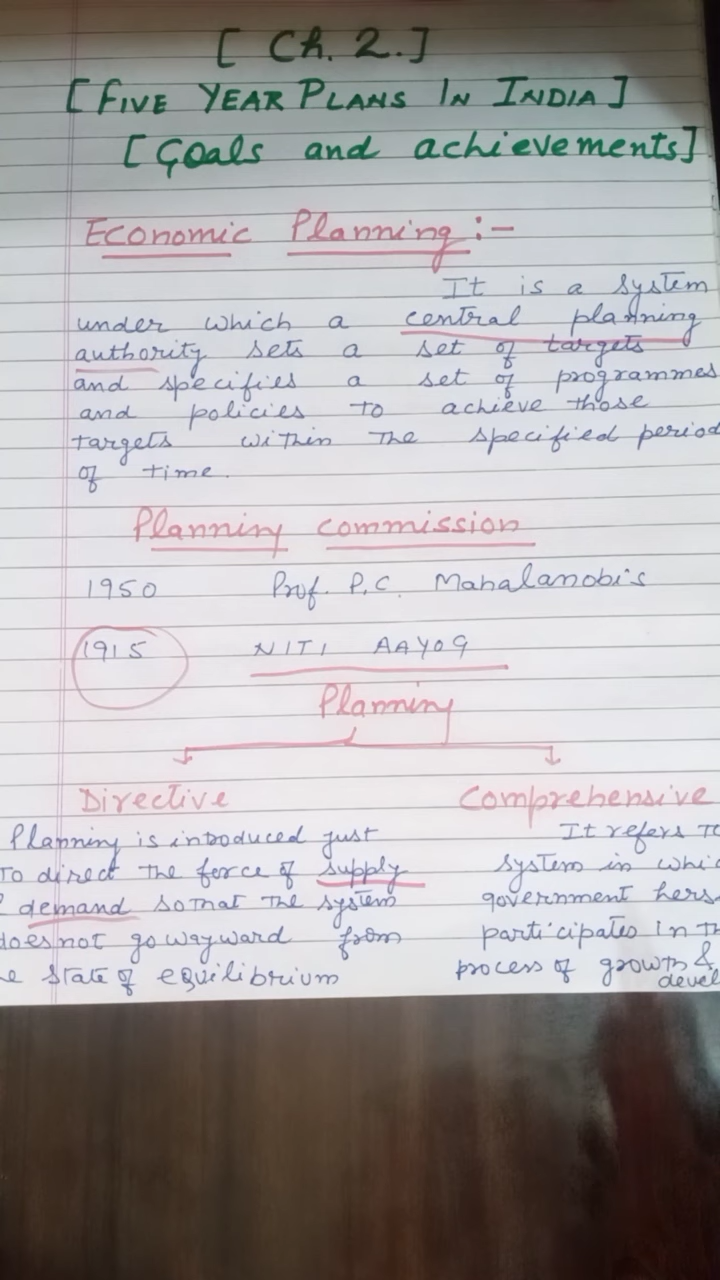 [ Ch. 2.]
[ FIVE YEAR PLANS IN INDIA ]
[ Goals and achievements ]
Economic Planning :-
It is a system
under which a central planning
authority sets a set of targets
and specifies a set of programmes
and policies to achieve those
targets within the specified period
of time.
Planning commission
1950 Prof. P.C. Mahalanobis
1915 NITI AAYOG
Planning
Directive
Planning is introduced just
To direct the force of supply
demand so that the system
does not go wayward from
e state of equilibrium
Comprehensive
It refers To
system in whic
government hers
participates in th
process of growth &
devel